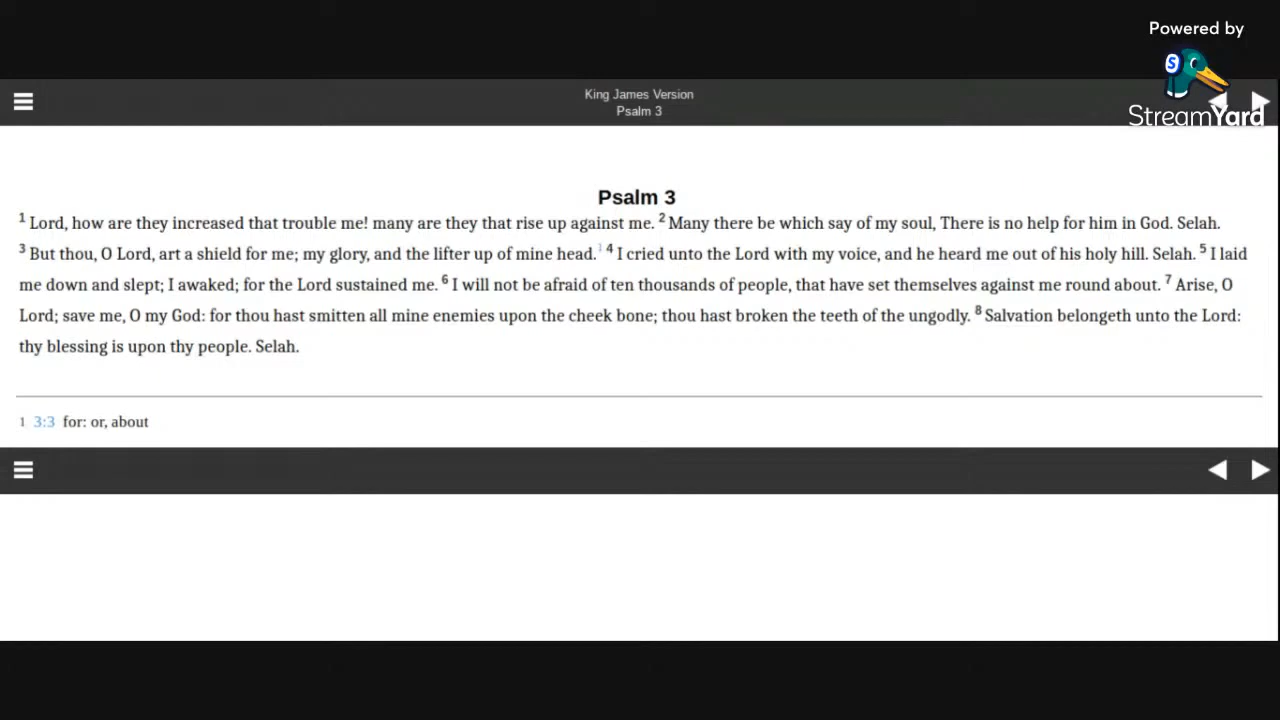 Powered by
StreamYard
King James Version
Psalm 3
Psalm 3
1 Lord, how are they increased that trouble me! many are they that rise up against me. 2 Many there be which say of my soul, There is no help for him in God. Selah.
3 But thou, O Lord, art a shield for me; my glory, and the lifter up of mine head. 1 4 I cried unto the Lord with my voice, and he heard me out of his holy hill. Selah. 5 I laid
me down and slept; I awaked; for the Lord sustained me. 6 I will not be afraid of ten thousands of people, that have set themselves against me round about. 7 Arise, O
Lord; save me, O my God: for thou hast smitten all mine enemies upon the cheek bone; thou hast broken the teeth of the ungodly. 8 Salvation belongeth unto the Lord:
thy blessing is upon thy people. Selah.
1 3:3 for: or, about